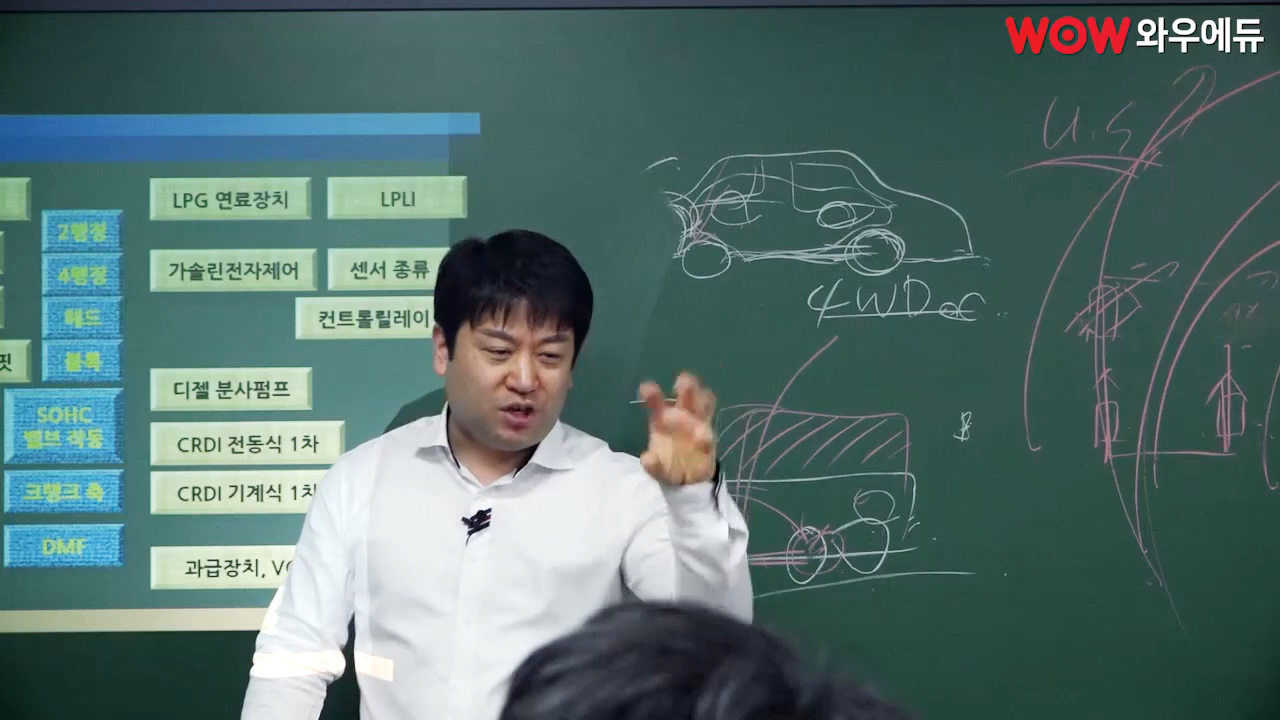 WOW 와우에듀
LPG 연료장치
LPLI
2행정
4행정
가솔린전자제어
센서 종류
헤드
컨트롤릴레이
블록
핏
디젤 분사펌프
SOHC
밸브 작동
CRDI 전동식 1차
크랭크 축
CRDI 기계식 1차
DMF
과급장치, VG
U.S
4WD